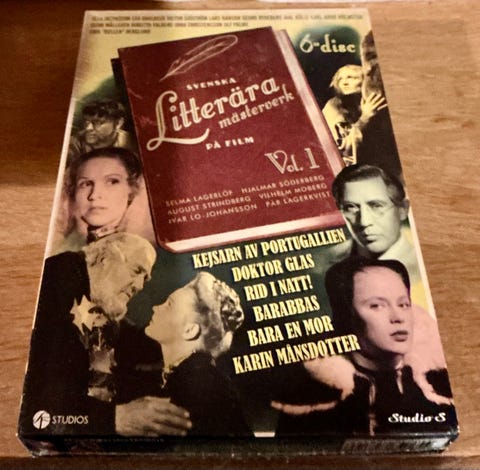 6-disc
SVENSKA
Litterära
mästerverk
PÅ FILM
Vol. 1
SELMA LAGERLÖF HJALMAR SÖDERBERG
AUGUST STRINDBERG VILHELM MOBERG
IVAR LO-JOHANSSON PÄR LAGERKVIST
KEJSARN AV PORTUGALLIEN
DOKTOR GLAS
RID I NATT!
BARABBAS
BARA EN MOR
KARIN MÅNSDOTTER
STUDIOS
Studio S